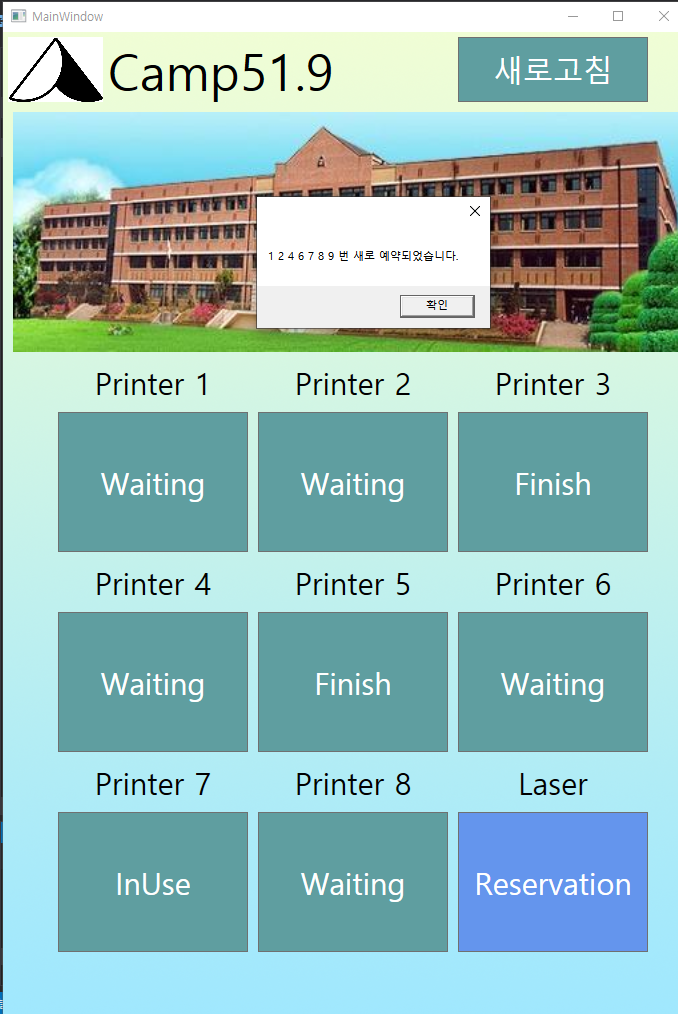 MainWindow
Camp51.9
새로고침
1 2 4 6 7 8 9 번 새로 예약되었습니다.
확인
Printer 1
Printer 2
Printer 3
Waiting
Waiting
Finish
Printer 4
Printer 5
Printer 6
Waiting
Finish
Waiting
Printer 7
Printer 8
Laser
InUse
Waiting
Reservation